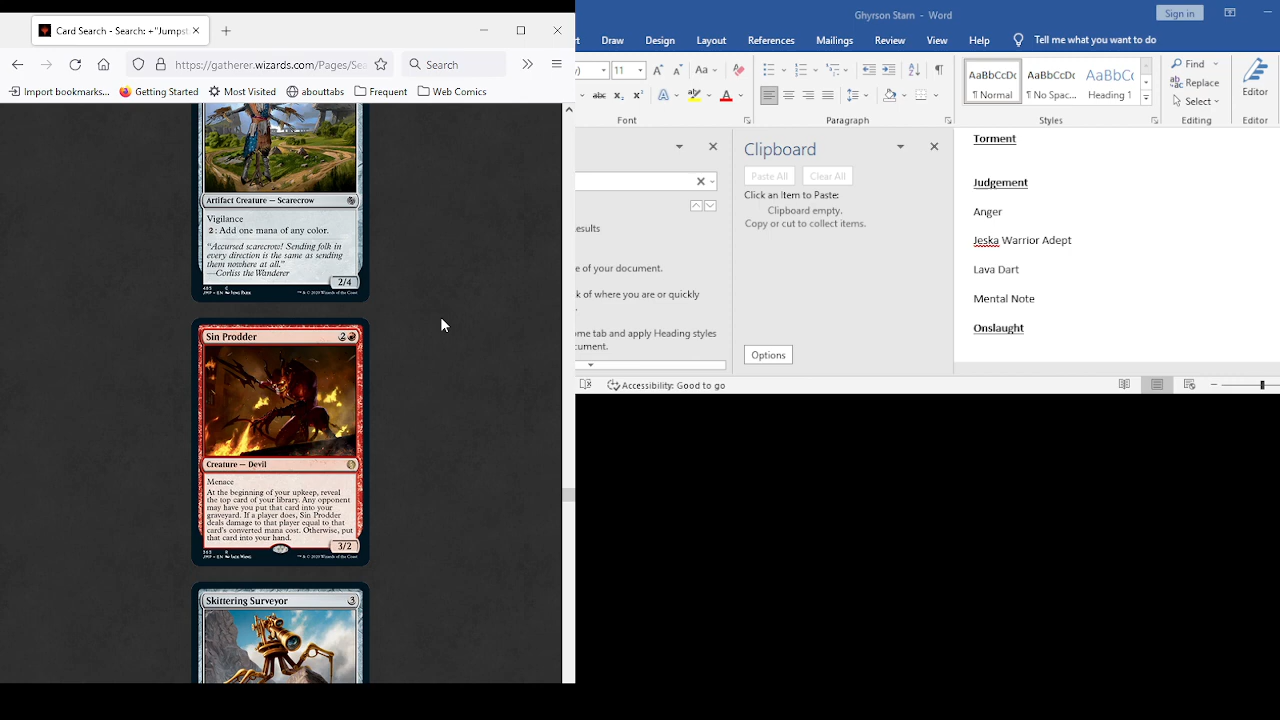 Card Search - Search: +"Jumpst
https://gatherer.wizards.com/Pages/Sea
Search
Import bookmarks...
Getting Started
Most Visited
abouttabs
Frequent
Web Comics
Artifact Creature — Scarecrow
Vigilance
2: Add one mana of any color.
"Accursed scarecrow! Sending folk in
every direction is the same as sending
them nowhere at all."
—Corliss the Wanderer
2/4
Sin Prodder
2
Creature — Devil
Menace
At the beginning of your upkeep, reveal
the top card of your library. Any opponent
may have you put that card into your
graveyard. If a player does, Sin Prodder
deals damage to that player equal to that
card's converted mana cost. Otherwise, put
that card into your hand.
3/2
Skittering Surveyor
3
Ghyrson Starn - Word
Sign in
Draw
Design
Layout
References
Mailings
Review
View
Help
Tell me what you want to do
11
Aa
abc
x₂
x²
A
Font
Paragraph
AaBbCcDc
¶ Normal
AaBbCcDc
¶ No Spac...
AaBbCc
Heading 1
Styles
Find
Replace
Select
Editing
Editor
Editor
esults
e of your document.
k of where you are or quickly
me tab and apply Heading styles
cument.
Clipboard
Paste All
Clear All
Click an Item to Paste:
Clipboard empty.
Copy or cut to collect items.
Options
Torment
Judgement
Anger
Jeska Warrior Adept
Lava Dart
Mental Note
Onslaught
Accessibility: Good to go